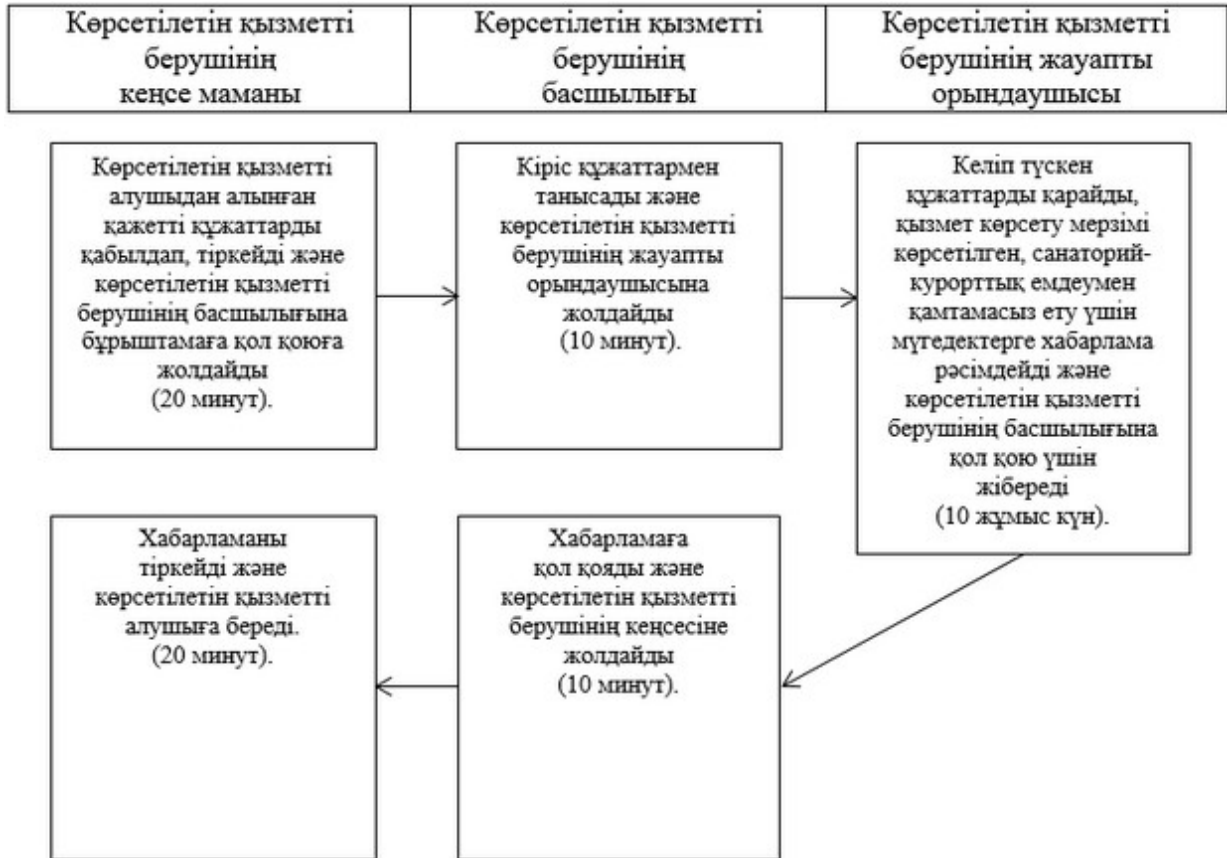 Көрсетілетін қызметті
берушінің
кеңсе маманы
Көрсетілетін қызметті
берушінің
басшылығы
Көрсетілетін қызметті
берушінің жауапты
орындаушысы
Көрсетілетін қызметті
алушыдан алынған
қажетті құжаттарды
қабылдап, тіркейді және
көрсетілетін қызметті
берушінің басшылығына
бұрыштамаға қол қоюға
жолдайды
(20 минут).
Кіріс құжаттармен
танысады және
көрсетілетін қызметті
берушінің жауапты
орындаушысына
жолдайды
(10 минут).
Келіп түскен
құжаттарды қарайды,
қызмет көрсету мерзімі
көрсетілген, санаторий-
курорттық емдеумен
қамтамасыз ету үшін
мүгедектерге хабарлама
рәсімдейді және
көрсетілетін қызметті
берушінің басшылығына
қол қою үшін
жібереді
(10 жұмыс күн).
Хабарламаны
тіркейді және
көрсетілетін қызметті
алушыға береді.
(20 минут).
Хабарламаға
қол қояды және
көрсетілетін қызметті
берушінің кеңсесіне
жолдайды
(10 минут).